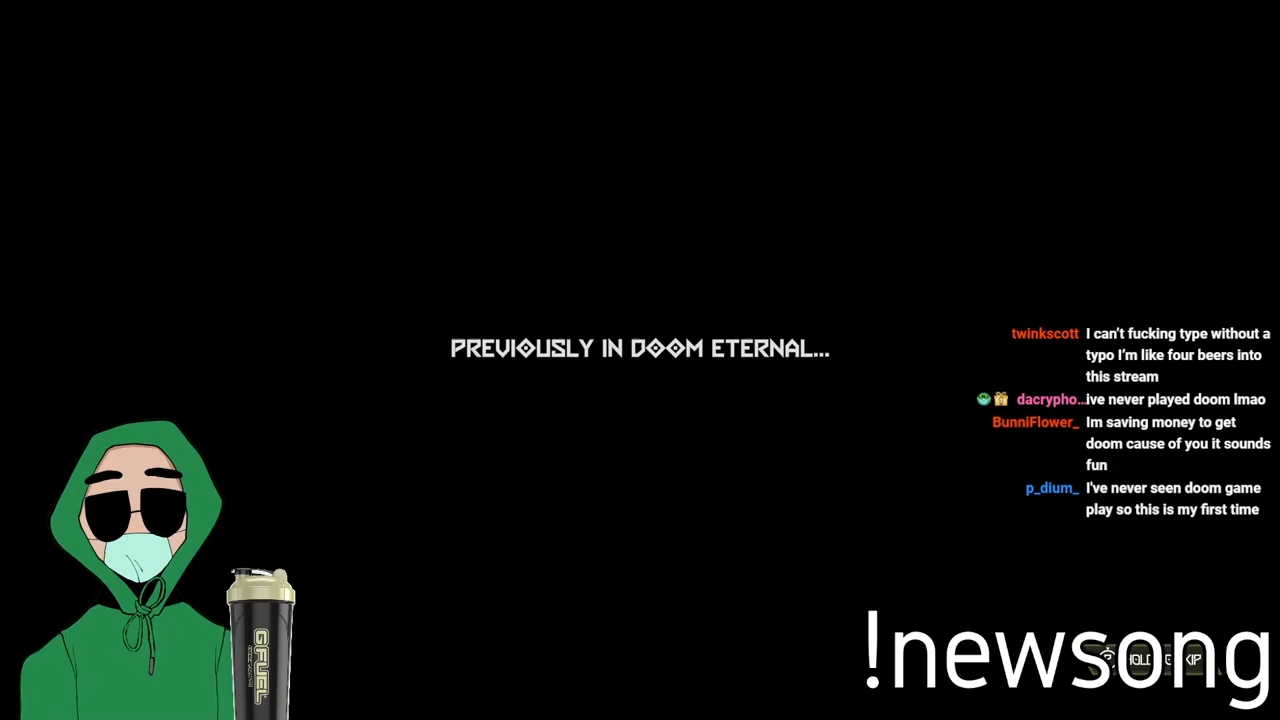 PREVIOUSLY IN DOOM ETERNAL...
twinkscott I can't fucking type without a
typo I'm like four beers into
this stream
dacrypho... ive never played doom lmao
BunniFlower_ Im saving money to get
doom cause of you it sounds
fun
p_dium_ I've never seen doom game
play so this is my first time
GFUEL
!newsong